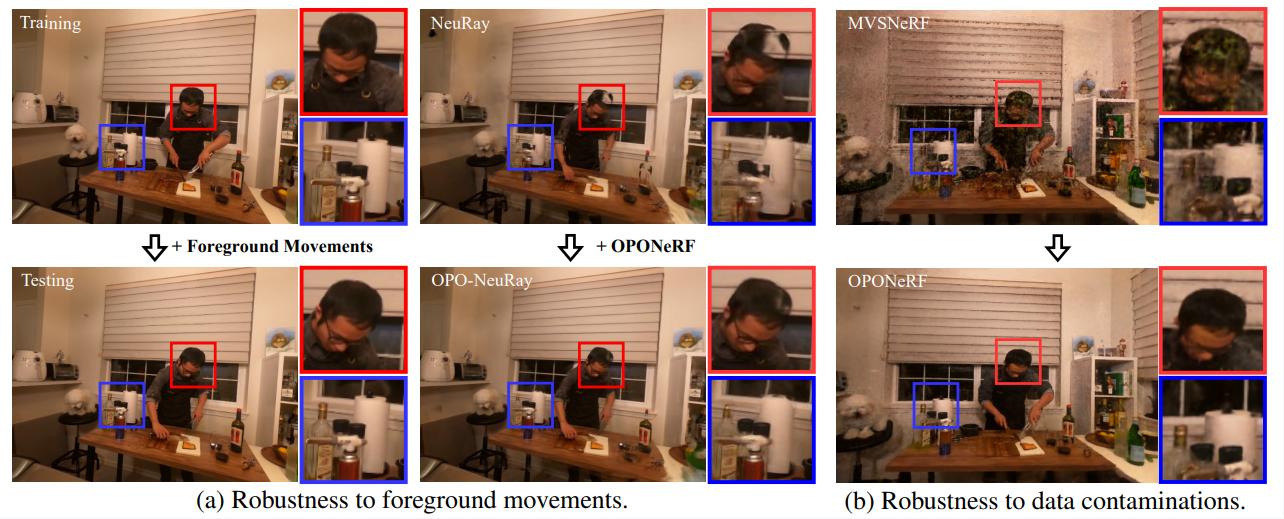 Training
NeuRay
MVSNeRF
+ Foreground Movements
+ OPONeRF
Testing
OPO-NeuRay
OPONeRF
(a) Robustness to foreground movements.
(b) Robustness to data contaminations.